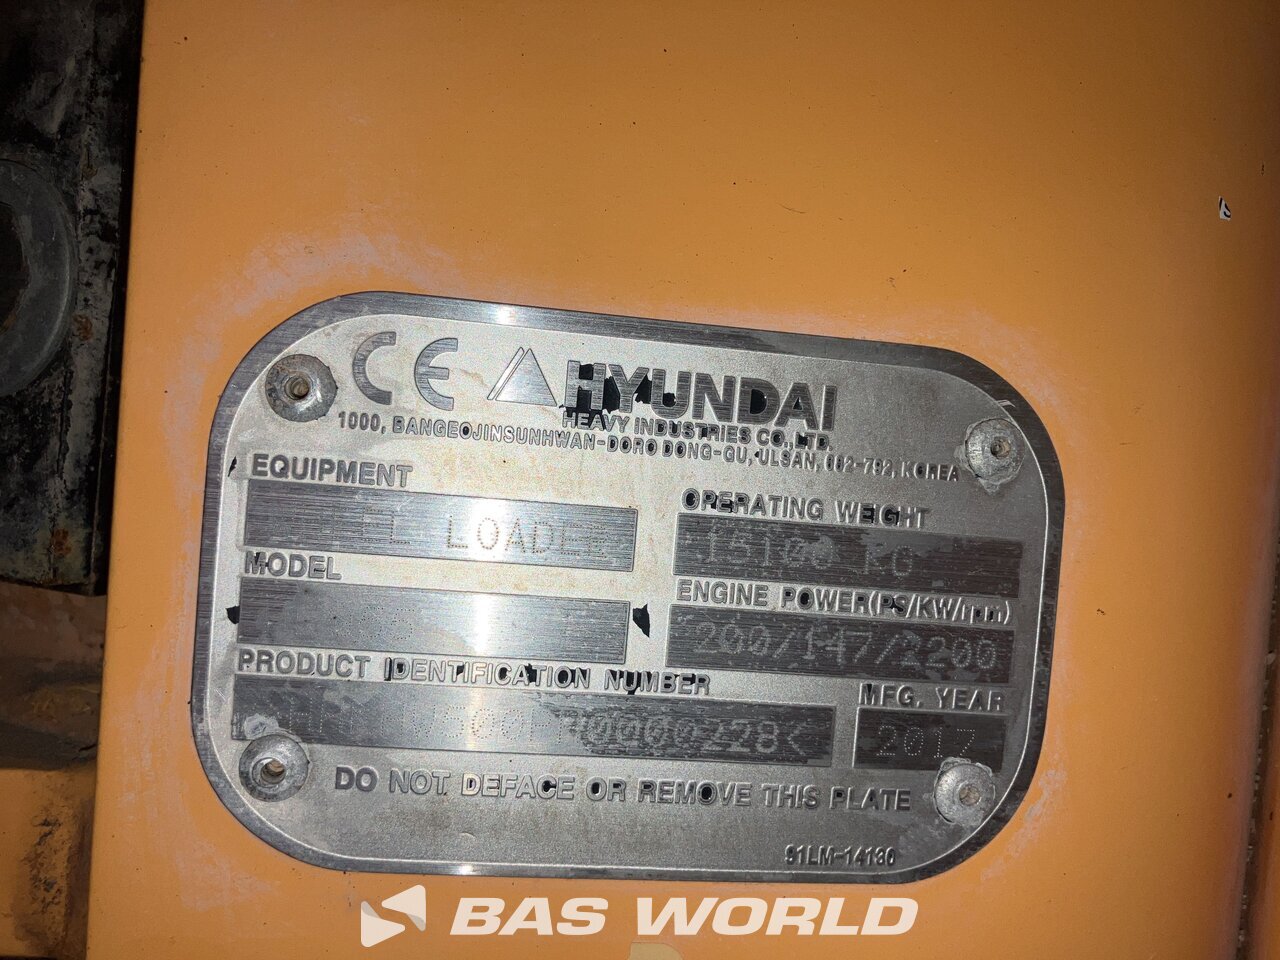 CE HYUNDAI
HEAVY INDUSTRIES CO.,LTD.
1000, BANGEOJINSUNHWAN-DORO DONG-GU, ULSAN, 682-792, KOREA
EQUIPMENT
LOADER
OPERATING WEIGHT
15100 KG
MODEL
ENGINE POWER(PS/KW/rpm)
200/147/2200
PRODUCT IDENTIFICATION NUMBER
MFG. YEAR
2017
DO NOT DEFACE OR REMOVE THIS PLATE
91LM-14130
BAS WORLD